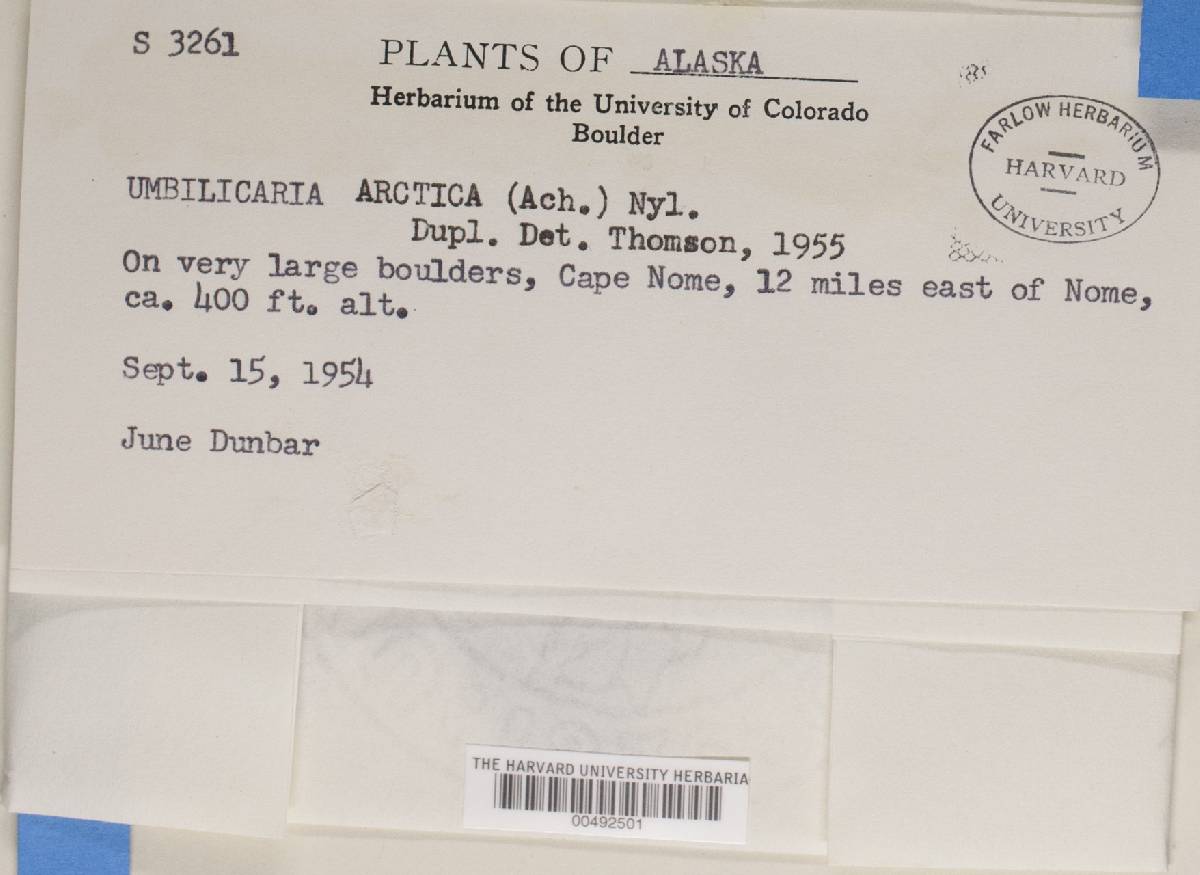 S 3261
PLANTS OF ALASKA
Herbarium of the University of Colorado
Boulder
FARLOW HERBARIUM
HARVARD
UNIVERSITY
UMBILICARIA ARCTICA (Ach.) Nyl.
Dupl. Det. Thomson, 1955
On very large boulders, Cape Nome, 12 miles east of Nome,
ca. 400 ft. alt.
Sept. 15, 1954
June Dunbar
THE HARVARD UNIVERSITY HERBARIA
00492501